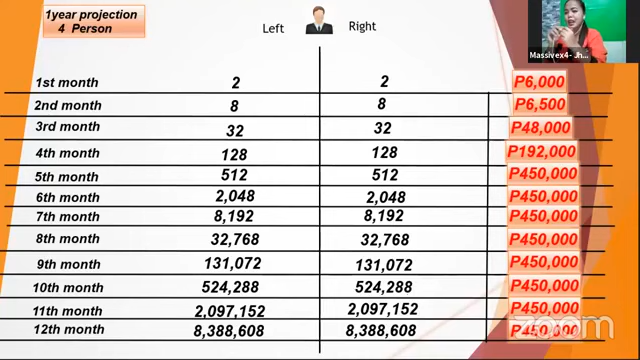 1year projection
4 Person
Left Right
Massivex4- Jh...
1st month 2 2 P6,000
2nd month 8 8 P6,500
3rd month 32 32 P48,000
4th month 128 128 P192,000
5th month 512 512 P450,000
6th month 2,048 2,048 P450,000
7th month 8,192 8,192 P450,000
8th month 32,768 32,768 P450,000
9th month 131,072 131,072 P450,000
10th month 524,288 524,288 P450,000
11th month 2,097,152 2,097,152 P450,000
12th month 8,388,608 8,388,608 P450,000
zoom